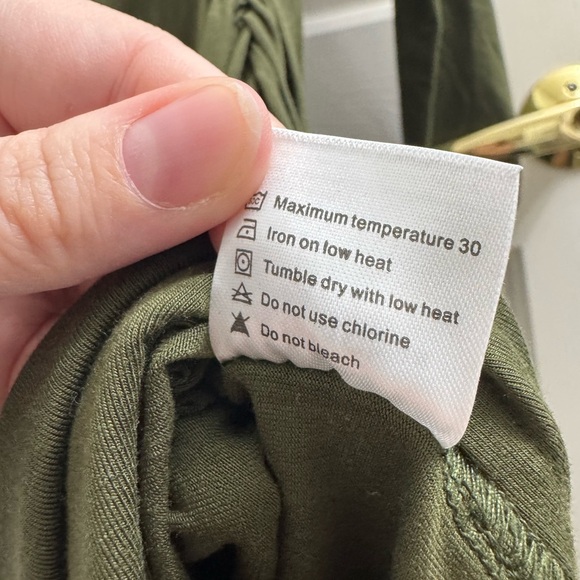 Maximum temperature 30
Iron on low heat
Tumble dry with low heat
Do not use chlorine
Do not bleach